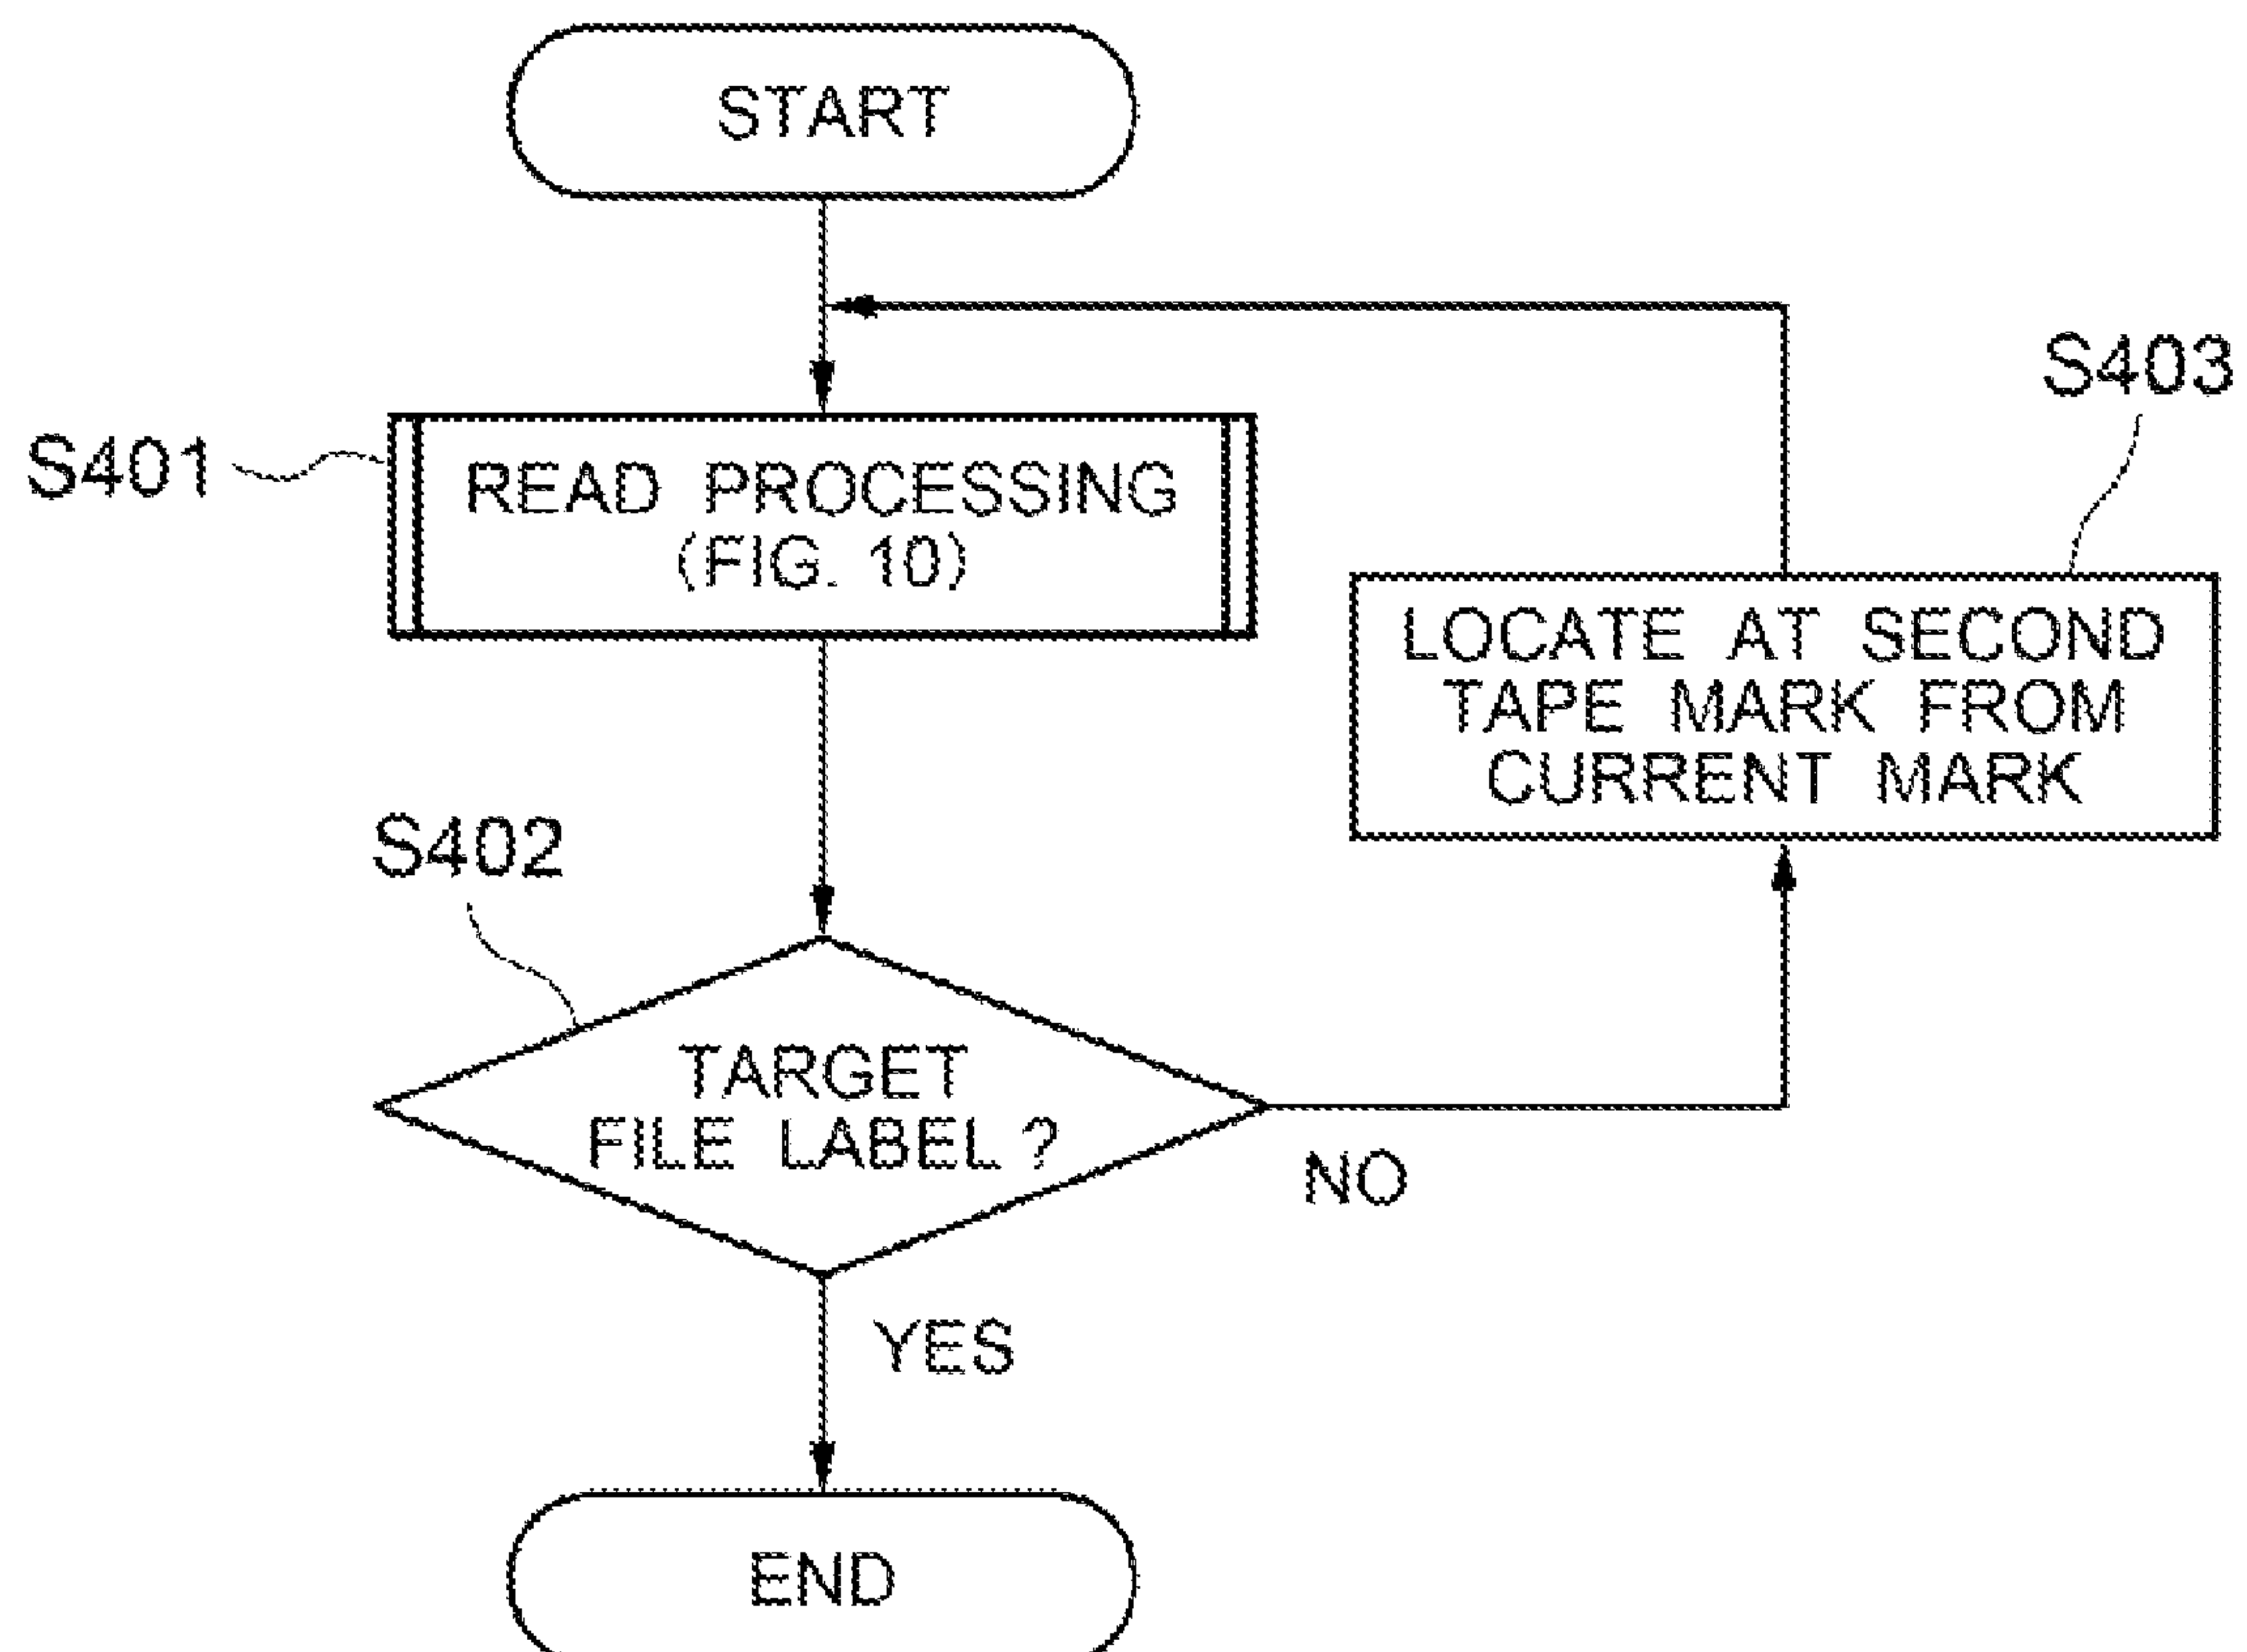 START
S403
S401
READ PROCESSING
(FIG. 10)
LOCATE AT SECOND
TAPE MARK FROM
CURRENT MARK
S402
TARGET
FILE LABEL ?
NO
YES
END